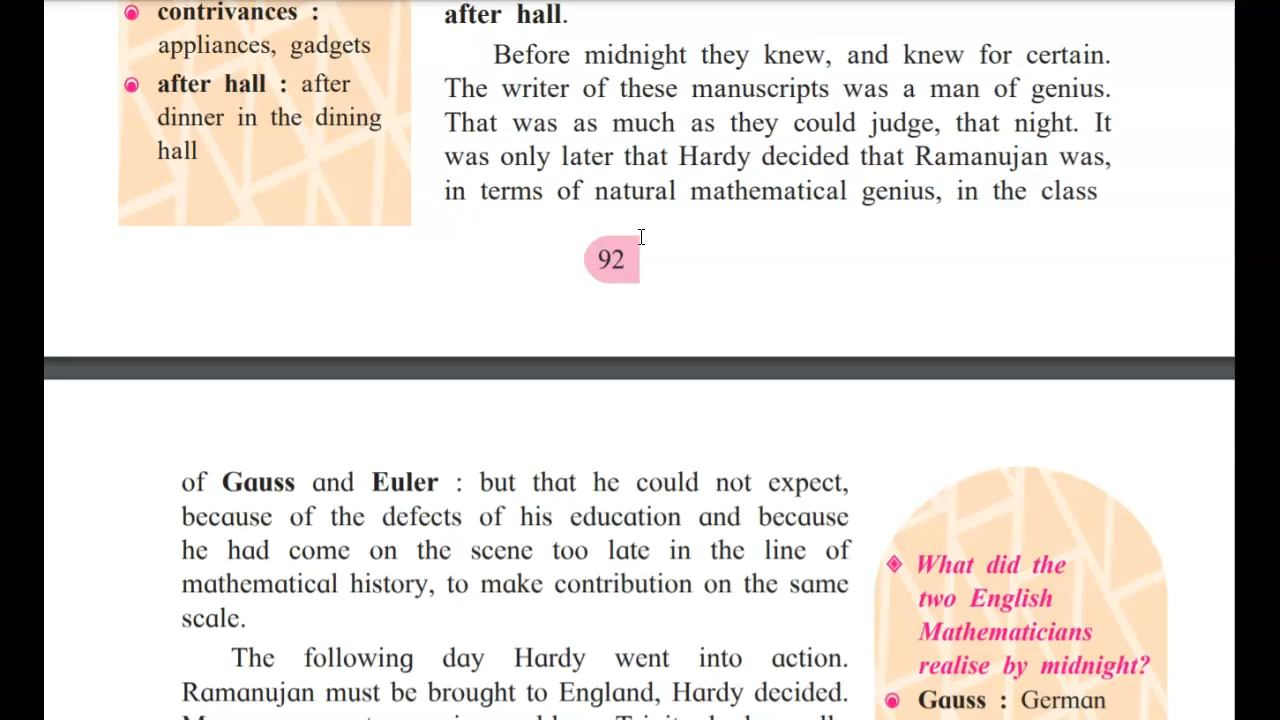 contrivances :
appliances, gadgets
after hall : after
dinner in the dining
hall
after hall.
Before midnight they knew, and knew for certain.
The writer of these manuscripts was a man of genius.
That was as much as they could judge, that night. It
was only later that Hardy decided that Ramanujan was,
in terms of natural mathematical genius, in the class
92
of Gauss and Euler : but that he could not expect,
because of the defects of his education and because
he had come on the scene too late in the line of
mathematical history, to make contribution on the same
scale.
The following day Hardy went into action.
Ramanujan must be brought to England, Hardy decided.
What did the
two English
Mathematicians
realise by midnight?
Gauss : German